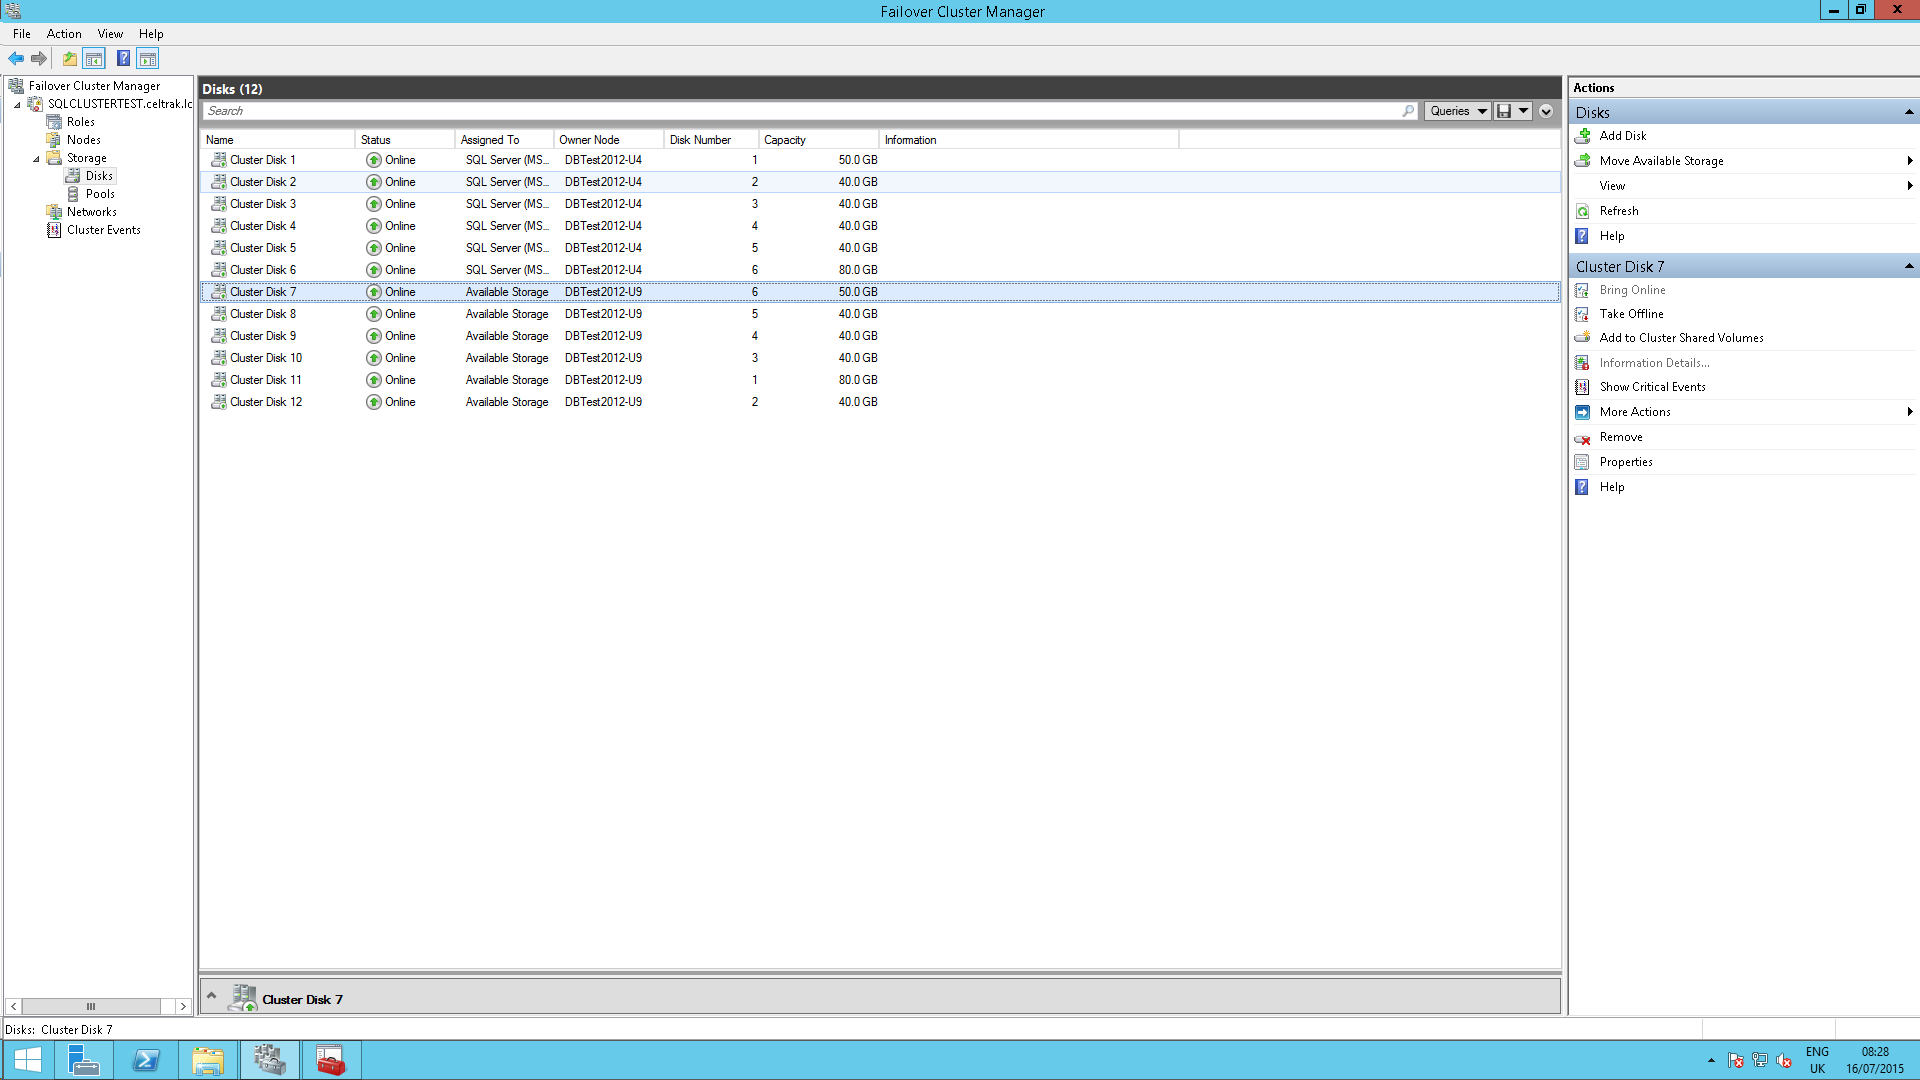 Failover Cluster Manager
File Action View Help
Failover Cluster Manager
SQLCLUSTERTEST.celtrak.lc
Roles
Nodes
Storage
Disks
Pools
Networks
Cluster Events
Disks (12)
Search
Queries
Name Status Assigned To Owner Node Disk Number Capacity Information
Cluster Disk 1 Online SQL Server (MS... DBTest2012-U4 1 50.0 GB
Cluster Disk 2 Online SQL Server (MS... DBTest2012-U4 2 40.0 GB
Cluster Disk 3 Online SQL Server (MS... DBTest2012-U4 3 40.0 GB
Cluster Disk 4 Online SQL Server (MS... DBTest2012-U4 4 40.0 GB
Cluster Disk 5 Online SQL Server (MS... DBTest2012-U4 5 40.0 GB
Cluster Disk 6 Online SQL Server (MS... DBTest2012-U4 6 80.0 GB
Cluster Disk 7 Online Available Storage DBTest2012-U9 6 50.0 GB
Cluster Disk 8 Online Available Storage DBTest2012-U9 5 40.0 GB
Cluster Disk 9 Online Available Storage DBTest2012-U9 4 40.0 GB
Cluster Disk 10 Online Available Storage DBTest2012-U9 3 40.0 GB
Cluster Disk 11 Online Available Storage DBTest2012-U9 1 80.0 GB
Cluster Disk 12 Online Available Storage DBTest2012-U9 2 40.0 GB
Cluster Disk 7
Actions
Disks
Add Disk
Move Available Storage
View
Refresh
Help
Cluster Disk 7
Bring Online
Take Offline
Add to Cluster Shared Volumes
Information Details...
Show Critical Events
More Actions
Remove
Properties
Help
Disks: Cluster Disk 7
ENG
UK
08:28
16/07/2015